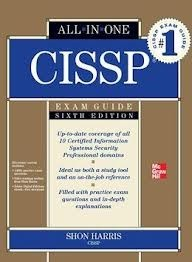 ALL·IN·ONE
CISSP
EXAM GUIDE
SIXTH EDITION
#1
Up-to-date coverage of all
10 Certified Information
Systems Security
Professional domains
Ideal as both a study tool
and an on-the-job reference
Filled with practice exam
questions and in-depth
explanations
Mc
Graw
Hill
SHON HARRIS
CISSP